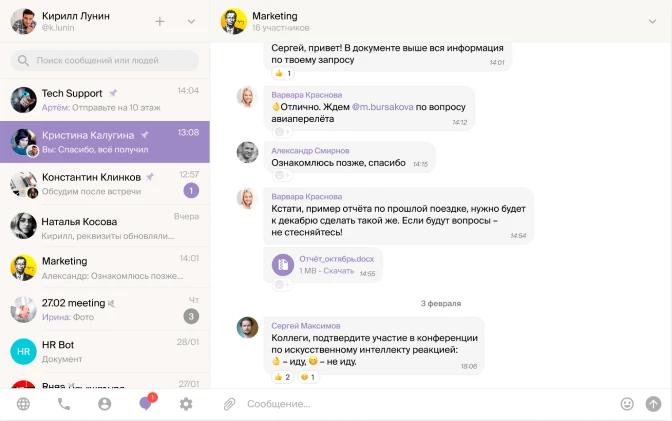 Кирилл Лунин
@k.lunin
Поиск сообщений или людей
Tech Support
14:04
Артём: Отправьте на 10 этаж
Кристина Калугина
13:08
Вы: Спасибо, всё получил
Константин Клинков
12:57
Обсудим после встречи
1
Наталья Косова
Вчера
Кирилл, реквизиты обновляли...
Marketing
14:01
Александр: Ознакомлюсь позже...
27.02 meeting
Чт
Ирина: Фото
3
HR
HR Bot
28/01
Документ
27/01
1
Marketing
16 участников
Сергей, привет! В документе выше вся информация
по твоему запросу
14:01
1
Варвара Краснова
Отлично. Ждем @m.bursakova по вопросу
авиаперелёта
14:12
Александр Смирнов
Ознакомлюсь позже, спасибо
14:15
Варвара Краснова
Кстати, пример отчёта по прошлой поездке, нужно будет
к декабрю сделать такой же. Если будут вопросы –
не стесняйтесь!
14:54
Отчёт_октябрь.docx
1 MB - Скачать
14:55
3 февраля
Сергей Максимов
Коллеги, подтвердите участие в конференции
по искусственному интеллекту реакцией:
👌 – иду, 😞 – не иду.
18:06
2
1
Сообщение...